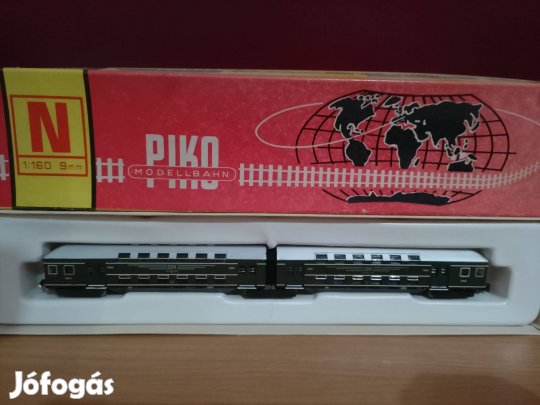 N
1:160 9mm
PIKO
MODELLBAHN
DR
DR
Jófogás